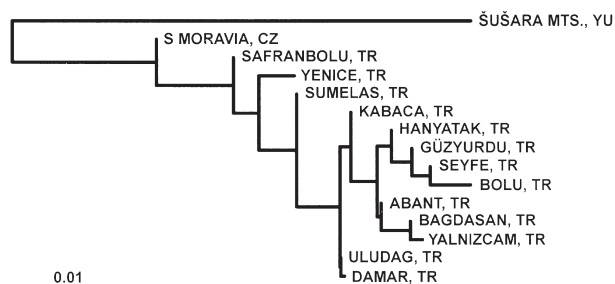 ŠUŠARA MTS., YU
S MORAVIA, CZ
SAFRANBOLU, TR
YENICE, TR
SUMELAS, TR
KABACA, TR
HANYATAK, TR
GÜZYURDU, TR
SEYFE, TR
BOLU, TR
ABANT, TR
BAGDASAN, TR
YALNIZCAM, TR
ULUDAG, TR
DAMAR, TR
0.01